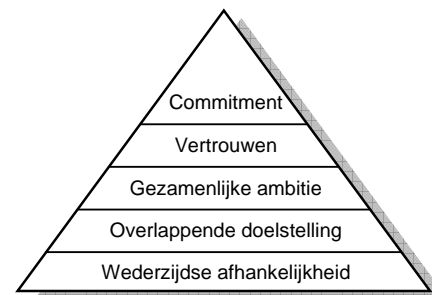 Commitment
Vertrouwen
Gezamenlijke ambitie
Overlappende doelstelling
Wederzijdse afhankelijkheid